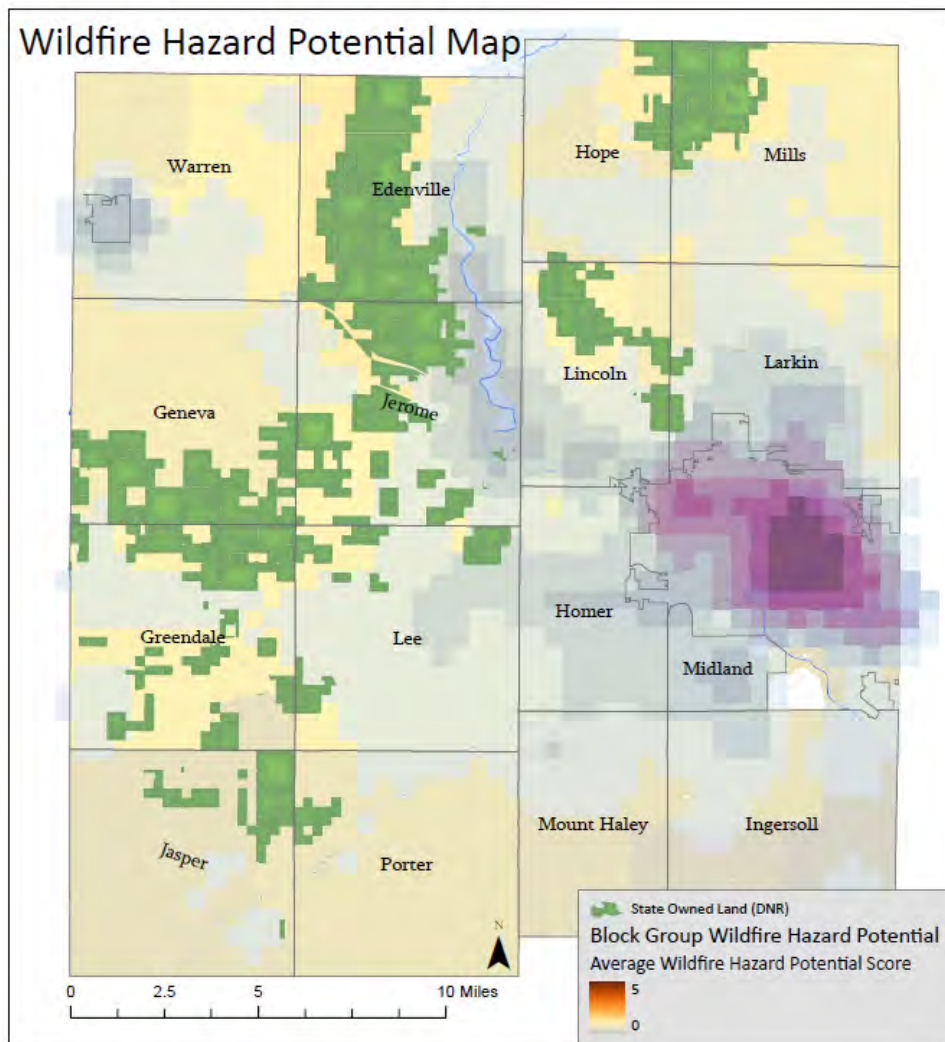 Wildfire Hazard Potential Map
Warren
Edenville
Hope
Mills
Geneva
Jerome
Lincoln
Larkin
Greendale
Lee
Homer
Midland
Jasper
Porter
Mount Haley
Ingersoll
N
0 2.5 5 10 Miles
State Owned Land (DNR)
Block Group Wildfire Hazard Potential
Average Wildfire Hazard Potential Score
5
0